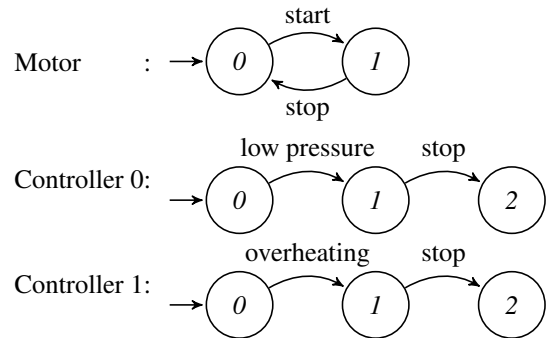 start
Motor : 0 1
stop
low pressure stop
Controller 0: 0 1 2
overheating stop
Controller 1: 0 1 2